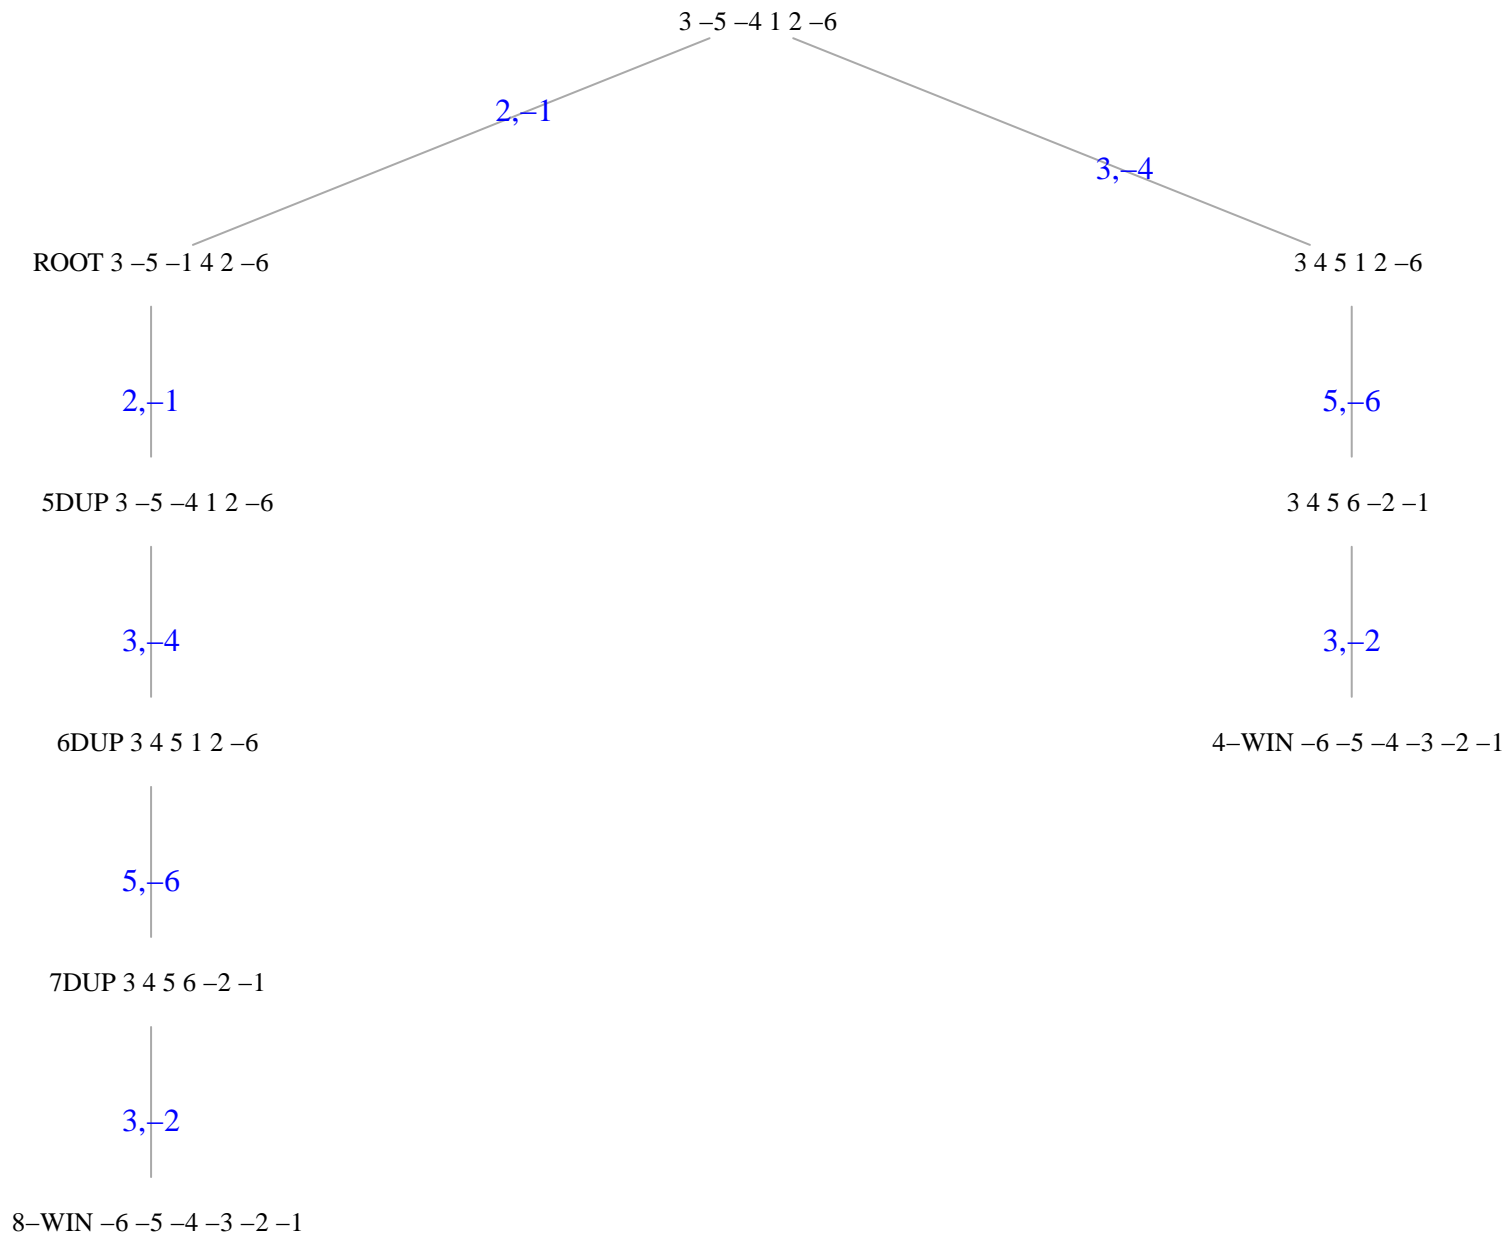 3 –5 –4 1 2 –6
2,–1
3,–4
ROOT 3 –5 –1 4 2 –6
3 4 5 1 2 –6
2,–1
5,–6
5DUP 3 –5 –4 1 2 –6
3 4 5 6 –2 –1
3,–4
3,–2
6DUP 3 4 5 1 2 –6
4–WIN –6 –5 –4 –3 –2 –1
5,–6
7DUP 3 4 5 6 –2 –1
3,–2
8–WIN –6 –5 –4 –3 –2 –1